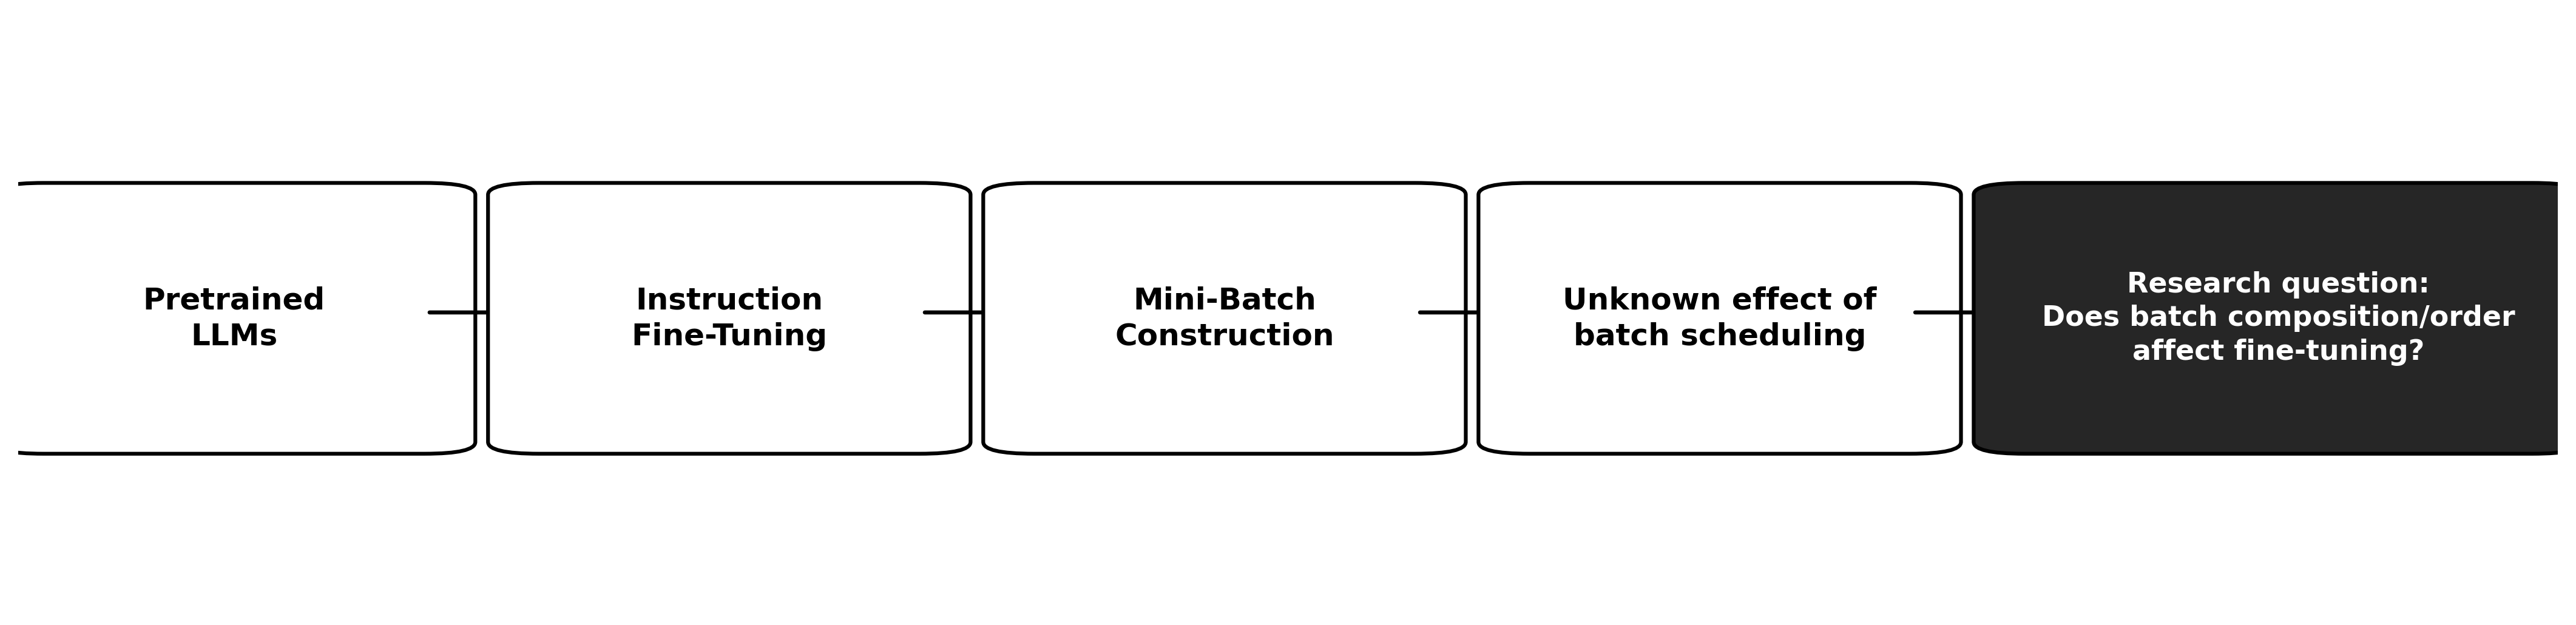 Pretrained
LLMs
Instruction
Fine-Tuning
Mini-Batch
Construction
Unknown effect of
batch scheduling
Research question:
Does batch composition/order
affect fine-tuning?